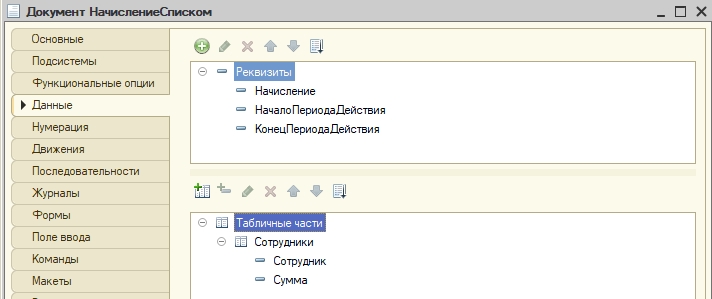 Документ НачислениеСписком
Основные
Подсистемы
Функциональные опции
Данные
Нумерация
Движения
Последовательности
Журналы
Формы
Поле ввода
Команды
Макеты
Реквизиты
Начисление
НачалоПериодаДействия
КонецПериодаДействия
Табличные части
Сотрудники
Сотрудник
Сумма